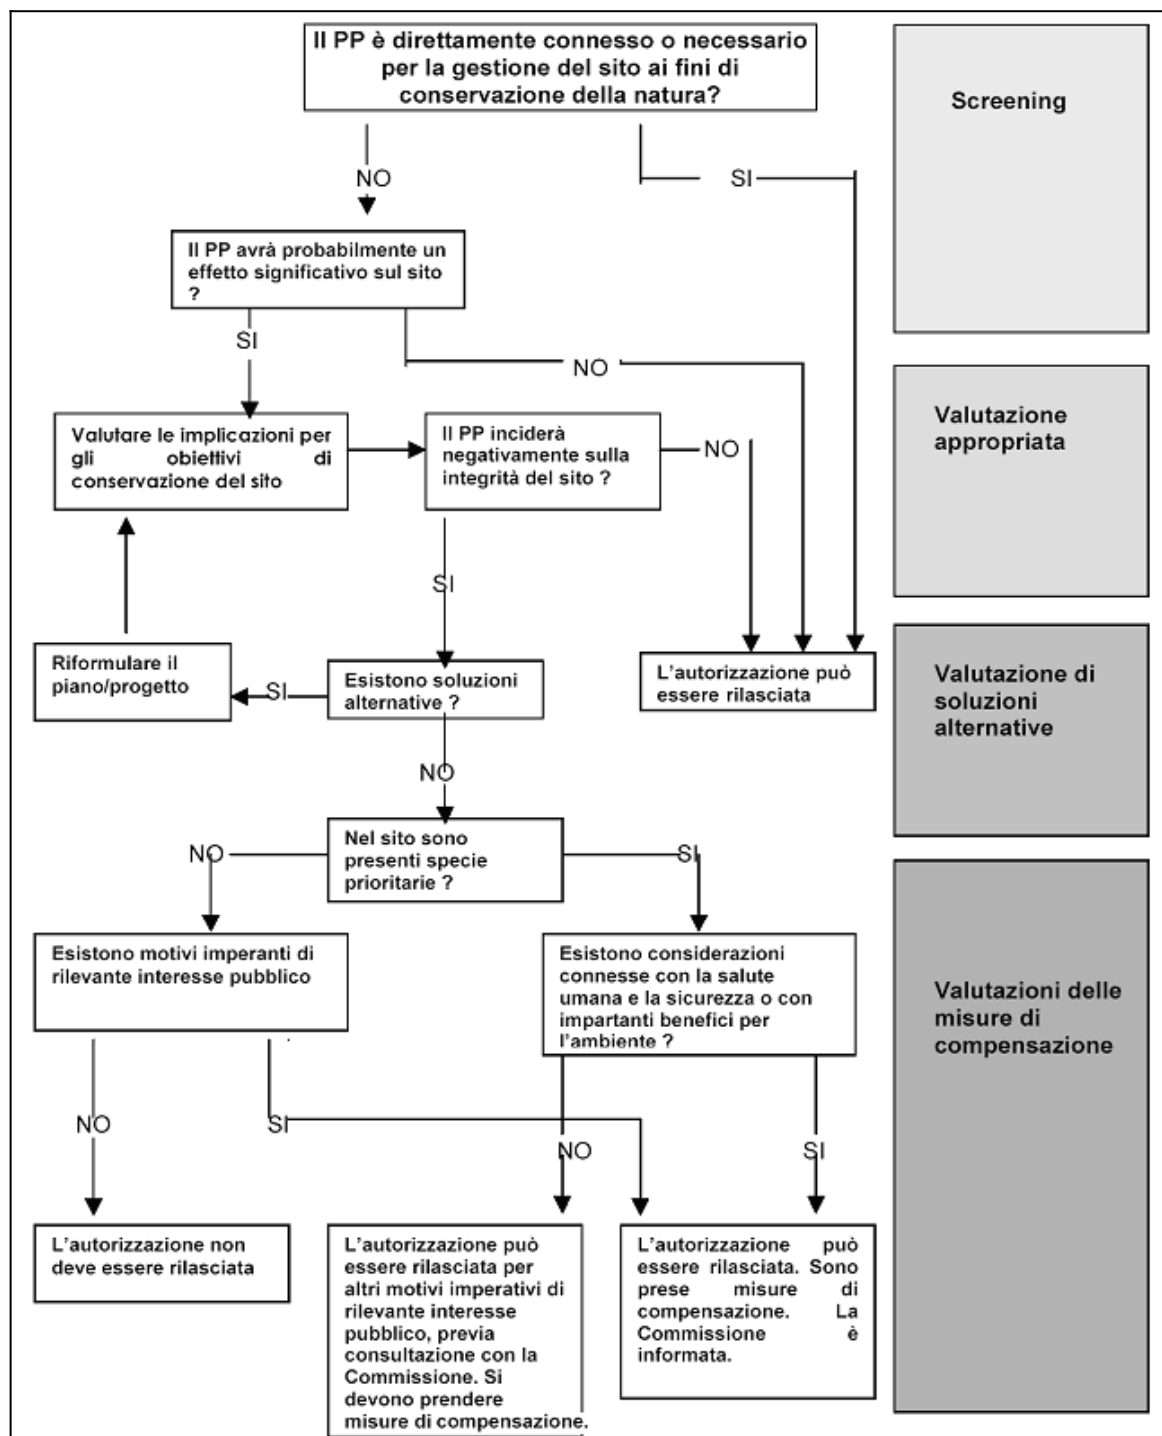 Il PP è direttamente connesso o necessario
per la gestione del sito ai fini di
conservazione della natura?
Screening
NO
SI
Il PP avrà probabilmente un
effetto significativo sul sito
?
SI
NO
Valutare le implicazioni per
gli obiettivi di
conservazione del sito
Il PP inciderà
negativamente sulla
integrità del sito ?
NO
Valutazione
appropriata
SI
Riformulare il
piano/progetto
SI
Esistono soluzioni
alternative ?
L'autorizzazione può
essere rilasciata
Valutazione di
soluzioni
alternative
NO
Nel sito sono
presenti specie
prioritarie ?
NO
SI
Esistono motivi imperanti di
rilevante interesse pubblico
Esistono considerazioni
connesse con la salute
umana e la sicurezza o con
impartanti benefici per
l'ambiente ?
Valutazioni delle
misure di
compensazione
NO
SI
NO
SI
L'autorizzazione non
deve essere rilasciata
L'autorizzazione può
essere rilasciata per
altri motivi imperativi di
rilevante interesse
pubblico, previa
consultazione con la
Commissione. Si
devono prendere
misure di compensazione.
L'autorizzazione può
essere rilasciata. Sono
prese misure di
compensazione. La
Commissione è
informata.